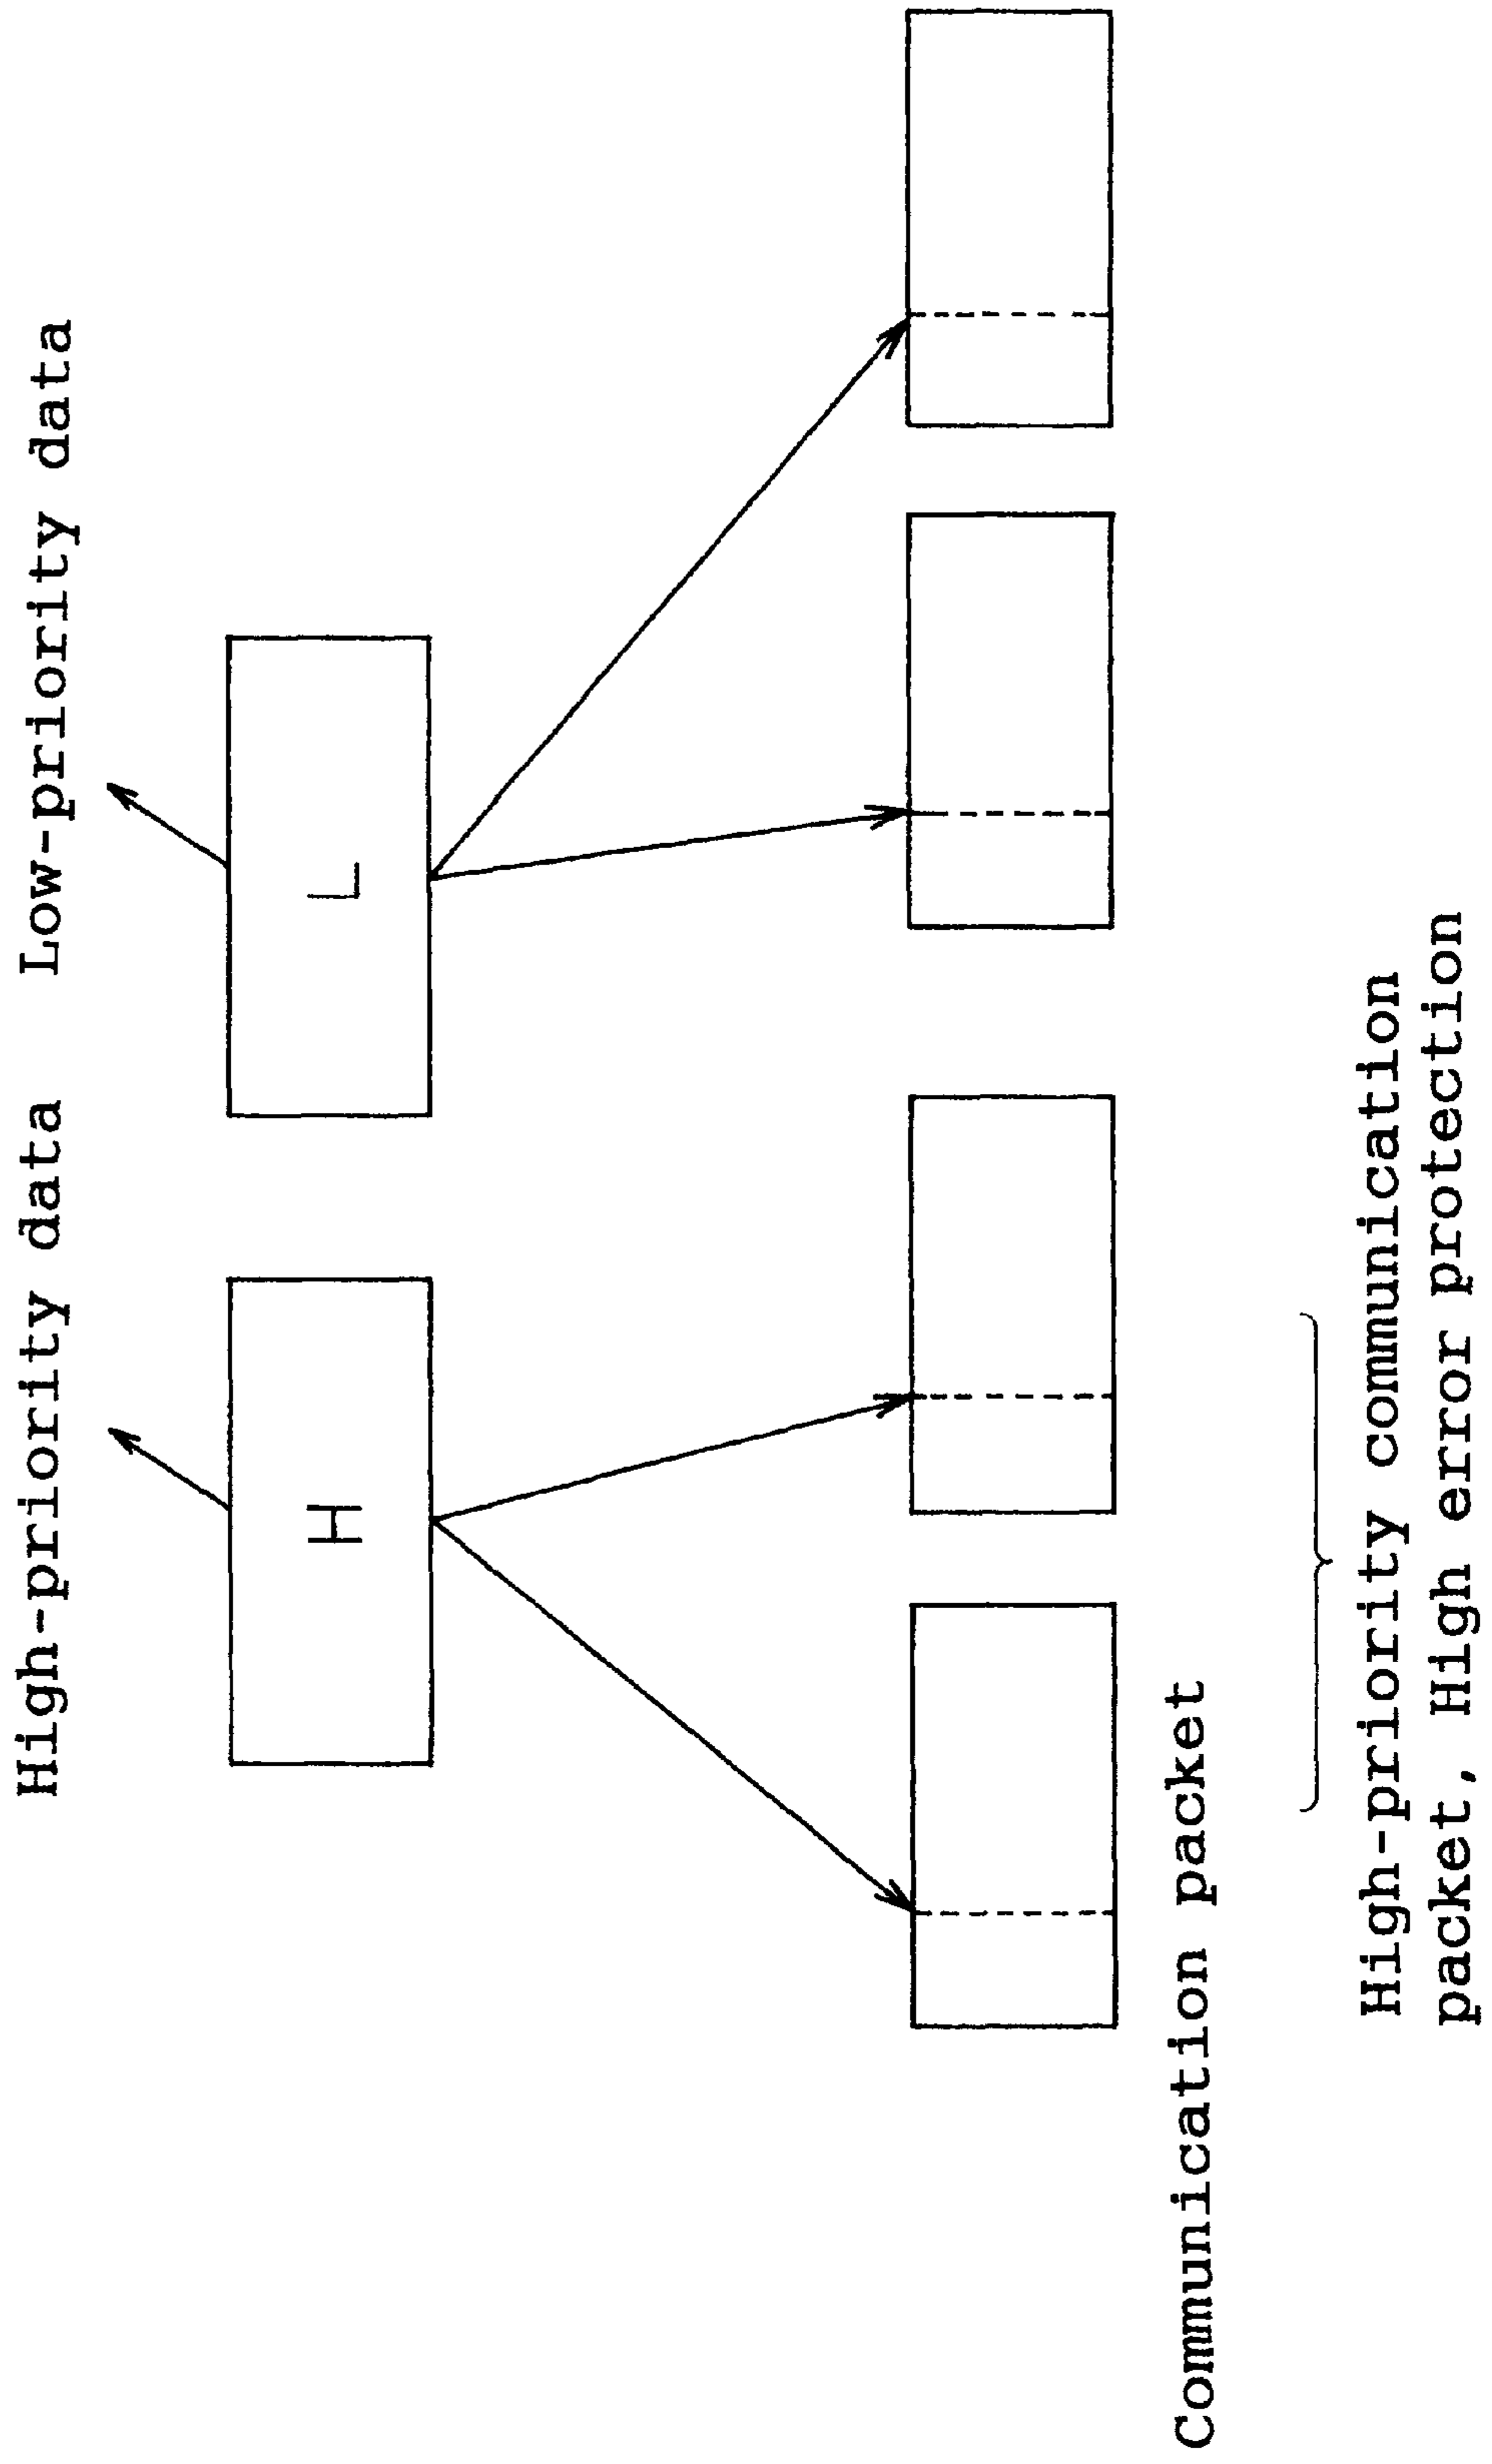 High-priority data
Low-priority data
H
L
Communication packet
High-priority communication
packet, High error protection